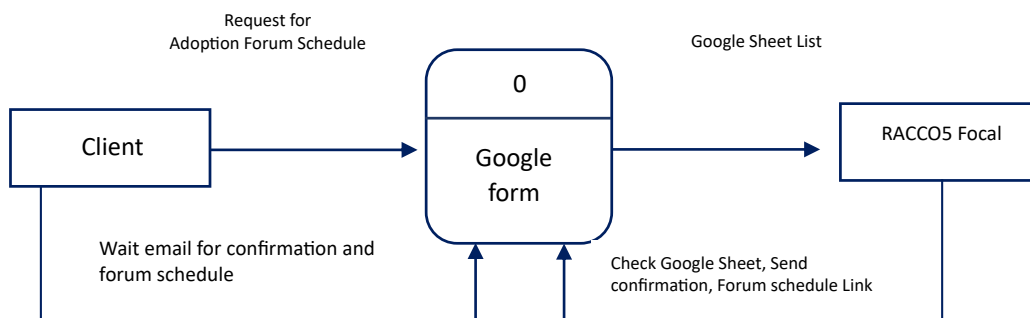 Request for
Adoption Forum Schedule
Google Sheet List
0
Client
Google
form
RACCO5 Focal
Wait email for confirmation and
forum schedule
Check Google Sheet, Send
confirmation, Forum schedule Link